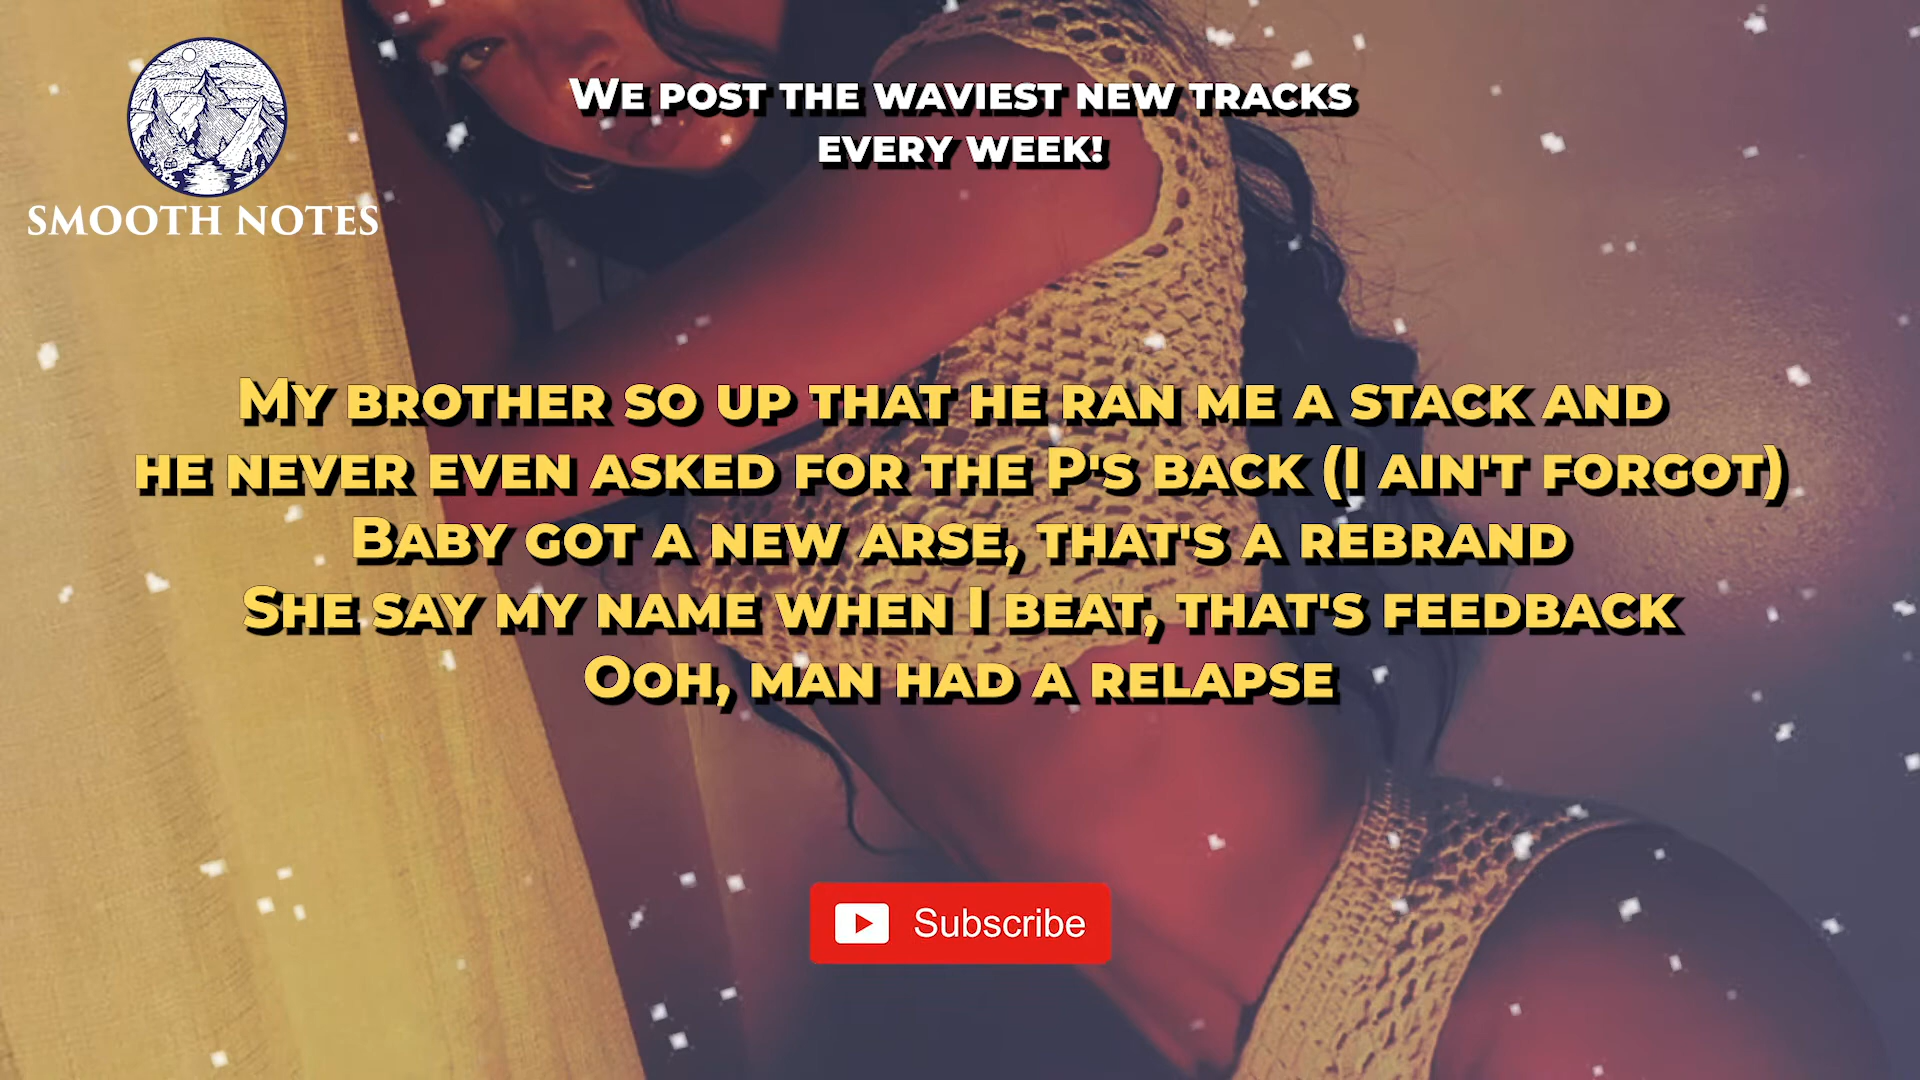 We post the waviest new tracks
every week!
SMOOTH NOTES
My brother so up that he ran me a stack and
he never even asked for the P's back (I ain't forgot)
Baby got a new arse, that's a rebrand
She say my name when I beat, that's feedback
Ooh, man had a relapse
Subscribe